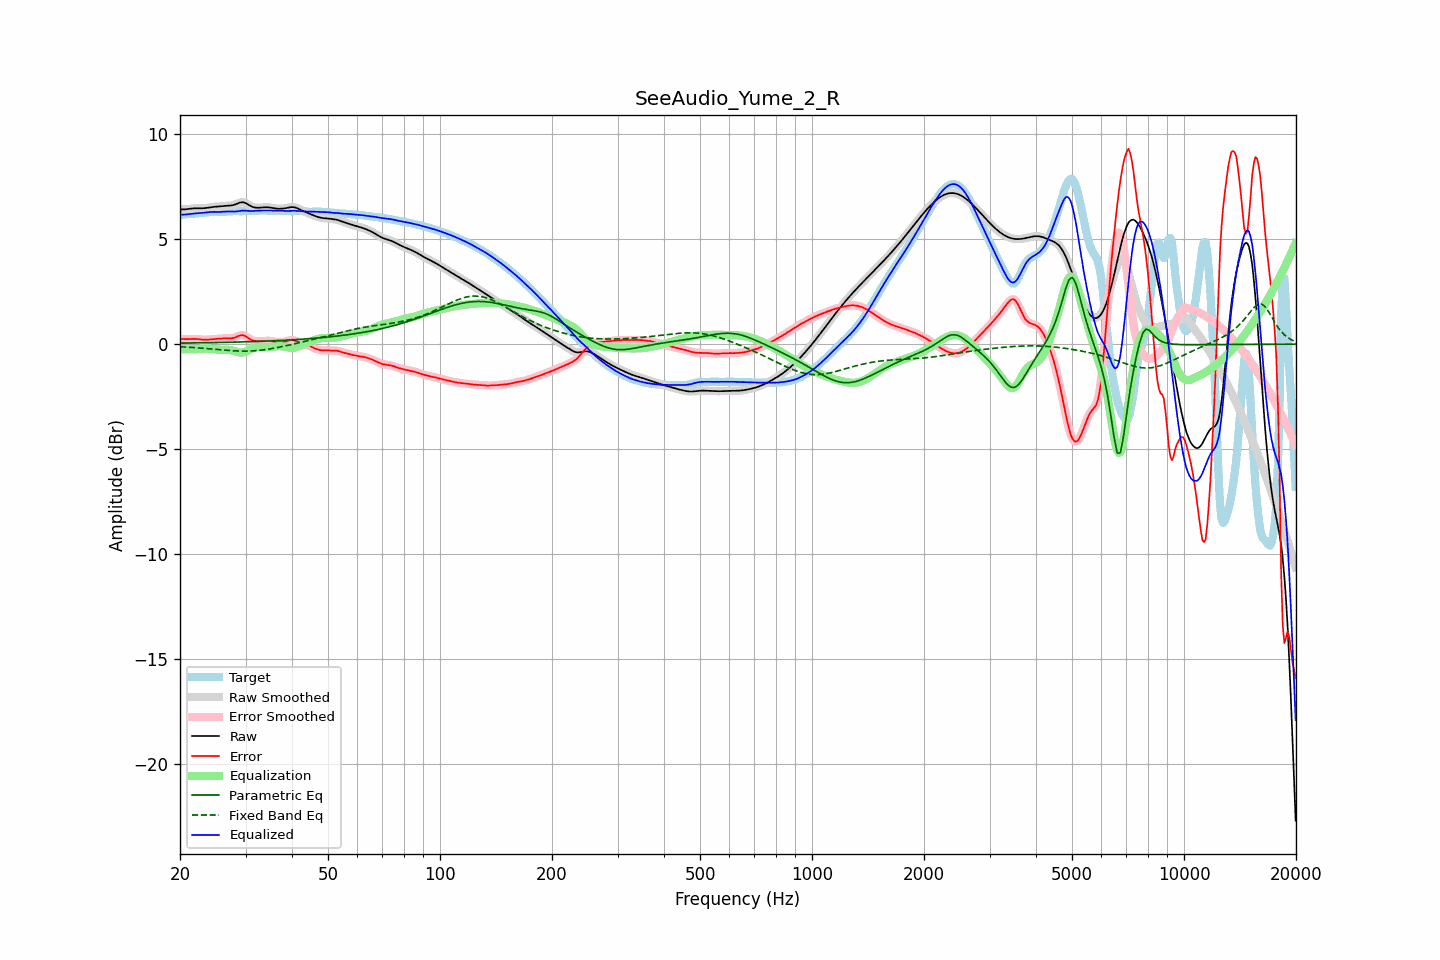 SeeAudio_Yume_2_R
10
5
0
−5
−10
−15
−20
Amplitude (dBr)
Target
Raw Smoothed
Error Smoothed
Raw
Error
Equalization
Parametric Eq
Fixed Band Eq
Equalized
20 50 100 200 500 1000 2000 5000 10000 20000
Frequency (Hz)